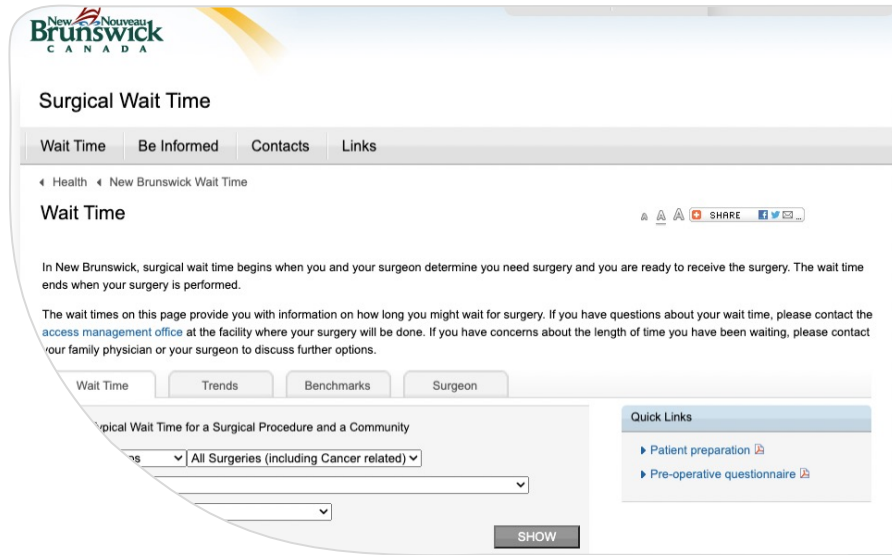 New Nouveau
Brunswick
CANADA
Surgical Wait Time
Wait Time Be Informed Contacts Links
Health New Brunswick Wait Time
Wait Time
A A A SHARE ...
In New Brunswick, surgical wait time begins when you and your surgeon determine you need surgery and you are ready to receive the surgery. The wait time
ends when your surgery is performed.
The wait times on this page provide you with information on how long you might wait for surgery. If you have questions about your wait time, please contact the
access management office at the facility where your surgery will be done. If you have concerns about the length of time you have been waiting, please contact
your family physician or your surgeon to discuss further options.
Wait Time Trends Benchmarks Surgeon
Wait Time for a Surgical Procedure and a Community
All Surgeries (including Cancer related)
SHOW
Quick Links
Patient preparation
Pre-operative questionnaire